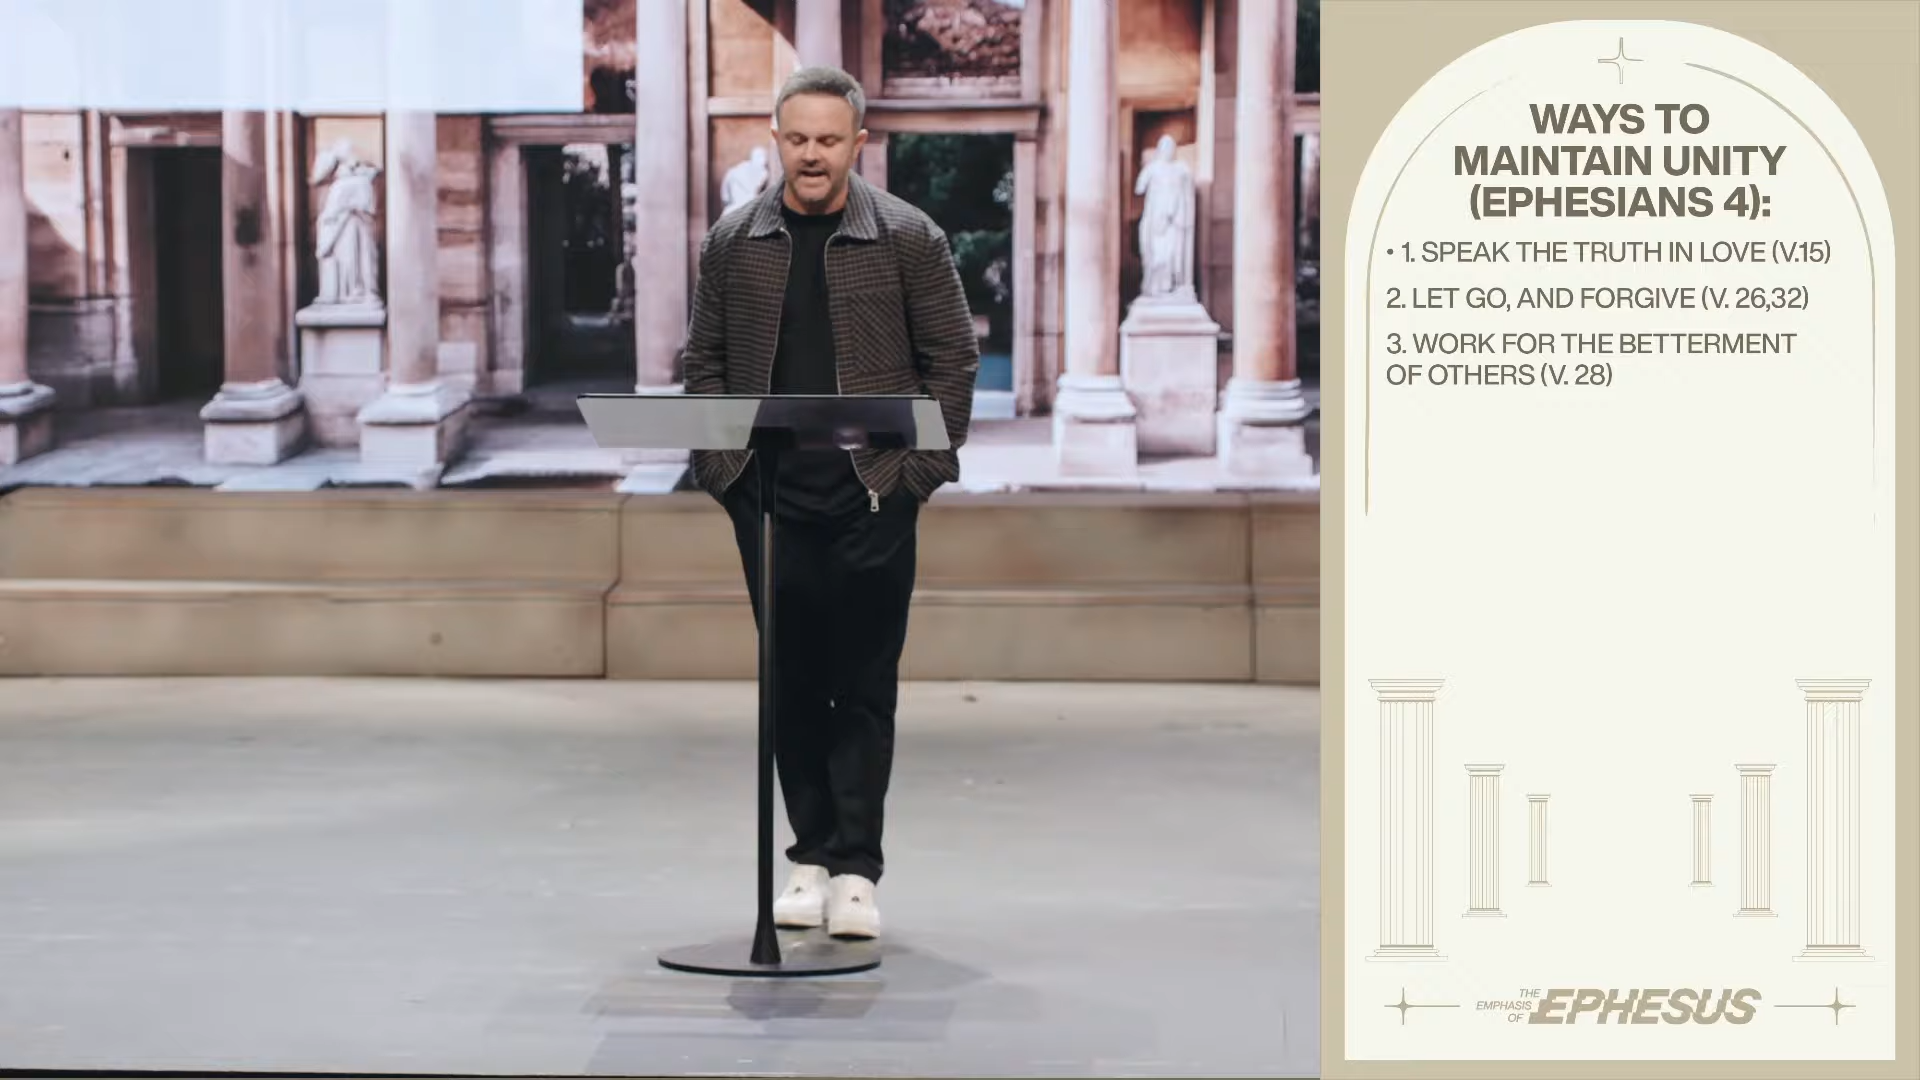 WAYS TO
MAINTAIN UNITY
(EPHESIANS 4):
• 1. SPEAK THE TRUTH IN LOVE (V.15)
2. LET GO, AND FORGIVE (V. 26,32)
3. WORK FOR THE BETTERMENT
OF OTHERS (V. 28)
THE
EMPHASIS
OF
EPHESUS